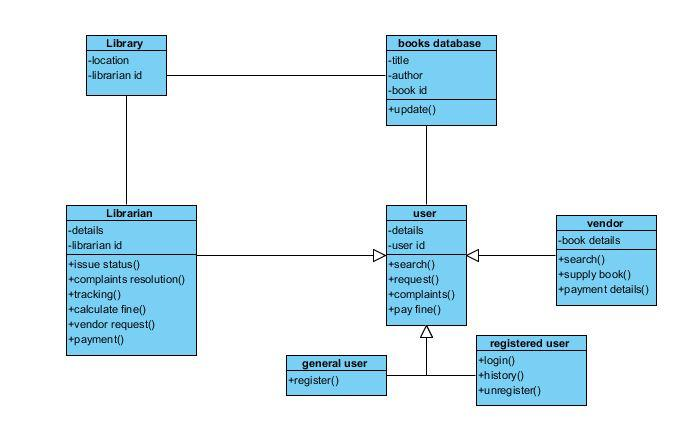 Library
-location
-librarian id
books database
-title
-author
-book id
+update()
Librarian
-details
-librarian id
+issue status()
+complaints resolution()
+tracking()
+calculate fine()
+vendor request()
+payment()
user
-details
-user id
+search()
+request()
+complaints()
+pay fine()
vendor
-book details
+search()
+supply book()
+payment details()
general user
+register()
registered user
+login()
+history()
+unregister()